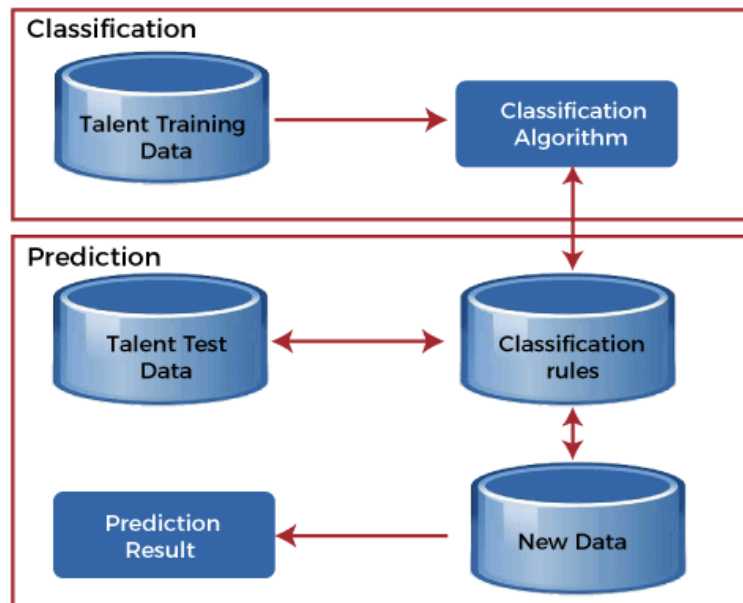 Classification
Talent Training
Data
Classification
Algorithm
Prediction
Talent Test
Data
Classification
rules
Prediction
Result
New Data